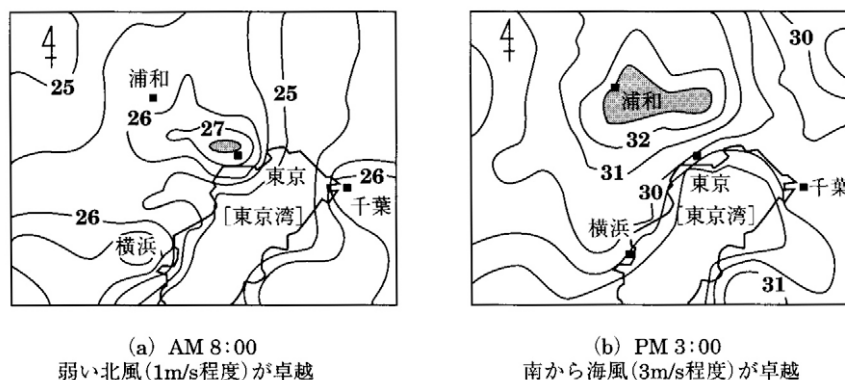 25
25
浦和
26
27
東京
26
千葉
26
[東京湾]
横浜
(a) AM 8:00
弱い北風(1m/s程度)が卓越
30
浦和
32
31
30
東京
千葉
横浜
[東京湾]
31
(b) PM 3:00
南から海風(3m/s程度)が卓越